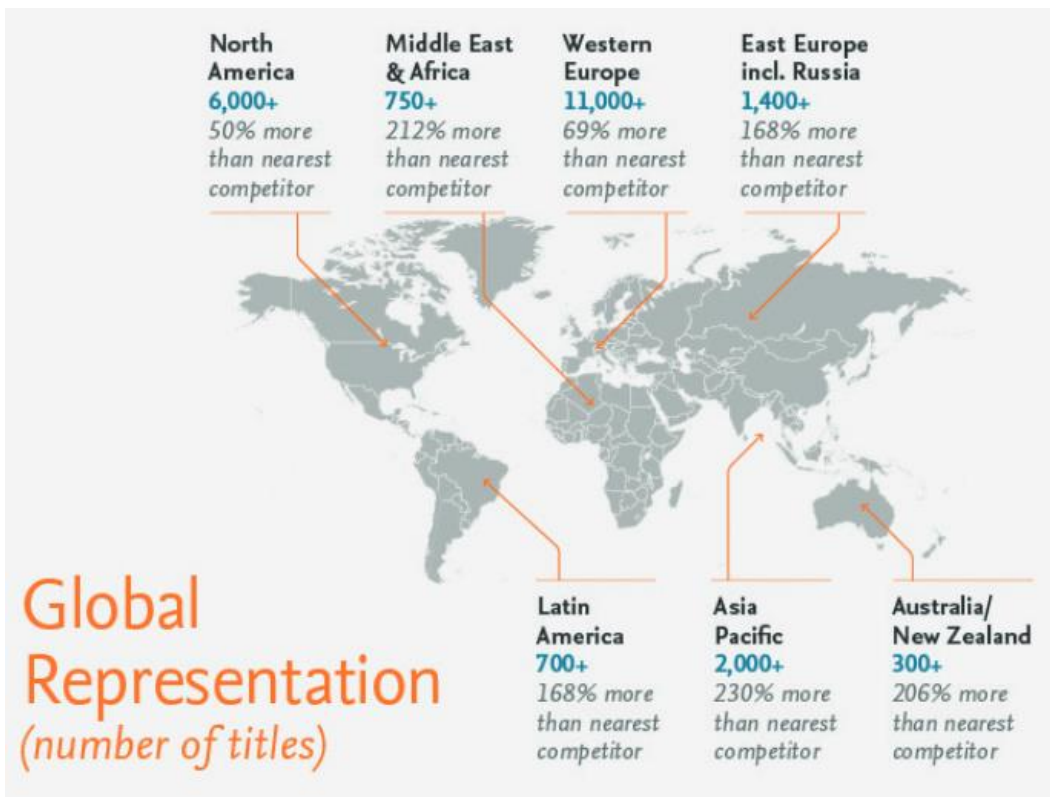 North
America
6,000+
50% more
than nearest
competitor
Middle East
& Africa
750+
212% more
than nearest
competitor
Western
Europe
11,000+
69% more
than nearest
competitor
East Europe
incl. Russia
1,400+
168% more
than nearest
competitor
Global
Representation
(number of titles)
Latin
America
700+
168% more
than nearest
competitor
Asia
Pacific
2,000+
230% more
than nearest
competitor
Australia/
New Zealand
300+
206% more
than nearest
competitor